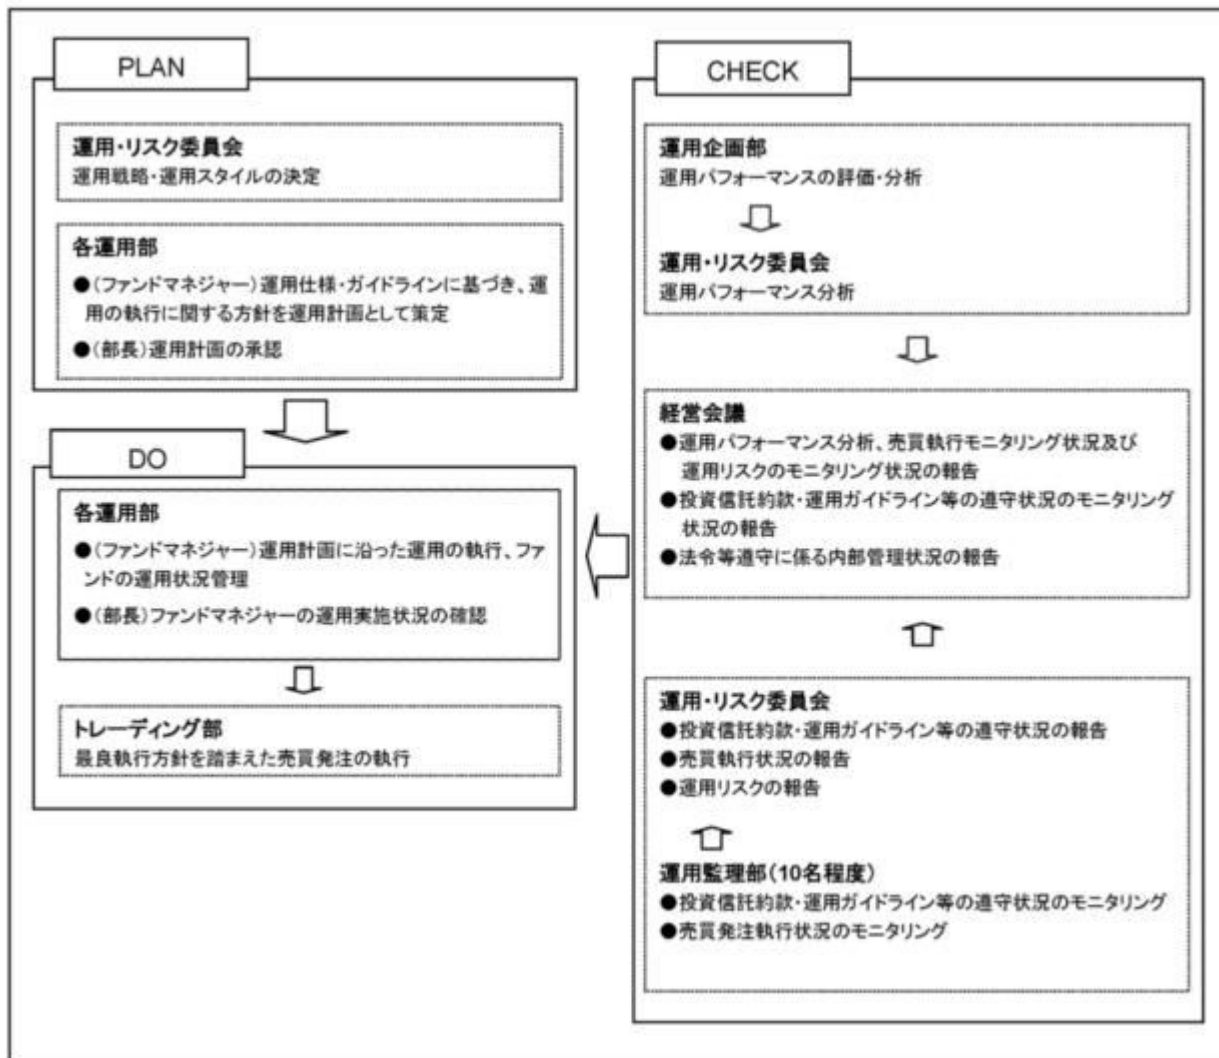 PLAN
運用・リスク委員会
運用戦略・運用スタイルの決定
各運用部
●(ファンドマネジャー)運用仕様・ガイドラインに基づき、運
用の執行に関する方針を運用計画として策定
●(部長)運用計画の承認
DO
各運用部
●(ファンドマネジャー)運用計画に沿った運用の執行、ファ
ンドの運用状況管理
●(部長)ファンドマネジャーの運用実施状況の確認
トレーディング部
最良執行方針を踏まえた売買発注の執行
CHECK
運用企画部
運用パフォーマンスの評価・分析
運用・リスク委員会
運用パフォーマンス分析
経営会議
●運用パフォーマンス分析、売買執行モニタリング状況及び
運用リスクのモニタリング状況の報告
●投資信託約款・運用ガイドライン等の遵守状況のモニタリング
状況の報告
●法令等遵守に係る内部管理状況の報告
運用・リスク委員会
●投資信託約款・運用ガイドライン等の遵守状況の報告
●売買執行状況の報告
●運用リスクの報告
運用監理部(10名程度)
●投資信託約款・運用ガイドライン等の遵守状況のモニタリング
●売買発注執行状況のモニタリング